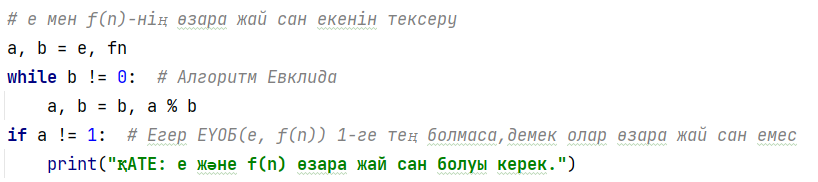 # e мен f(n)-нің өзара жай сан екенін тексеру
a, b = e, fn
while b != 0:  # Алгоритм Евклида
    a, b = b, a % b
if a != 1:  # Егер ЕҮОБ(e, f(n)) 1-ге тең болмаса,демек олар өзара жай сан емес
    print("ҚАТЕ: e және f(n) өзара жай сан болуы керек.")